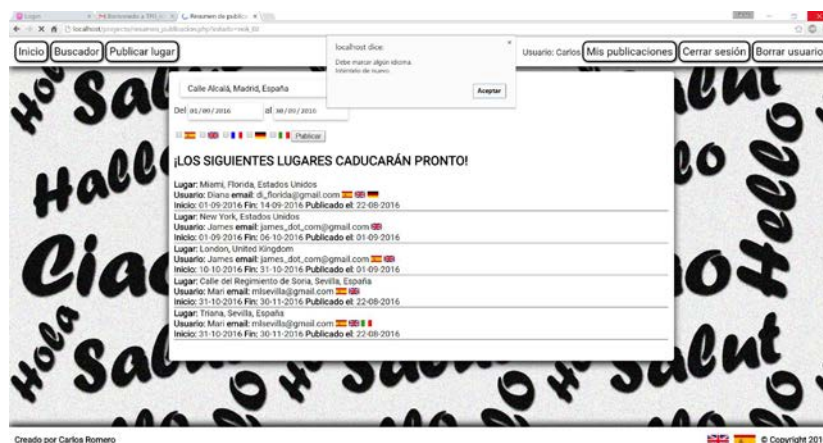 Login
Resumen de public
localhost/proyecto/resumen_publicacion.php?estado=nok_02
Inicio Buscador Publicar lugar
localhost dice:
Debe marcar algún idioma.
Inténtelo de nuevo.
Aceptar
Usuario: Carlos Mis publicaciones Cerrar sesión Borrar usuario
Calle Alcalá, Madrid, España
Del 01/09/2016 al 30/09/2016
Publicar
¡LOS SIGUIENTES LUGARES CADUCARÁN PRONTO!
Lugar: Miami, Florida, Estados Unidos
Usuario: Diana email: di_florida@gmail.com
Inicio: 01-09-2016 Fin: 14-09-2016 Publicado el: 22-08-2016
Lugar: New York, Estados Unidos
Usuario: James email: james_dot_com@gmail.com
Inicio: 01-09-2016 Fin: 06-10-2016 Publicado el: 01-09-2016
Lugar: London, United Kingdom
Usuario: James email: james_dot_com@gmail.com
Inicio: 10-10-2016 Fin: 31-10-2016 Publicado el: 01-09-2016
Lugar: Calle del Regimiento de Soria, Sevilla, España
Usuario: Mari email: mlsevilla@gmail.com
Inicio: 31-10-2016 Fin: 30-11-2016 Publicado el: 22-08-2016
Lugar: Triana, Sevilla, España
Usuario: Mari email: mlsevilla@gmail.com
Inicio: 31-10-2016 Fin: 30-11-2016 Publicado el: 22-08-2016
Hallo
Ciao
Hola
Hello
Salut
Creado por Carlos Romero
© Copyright 201